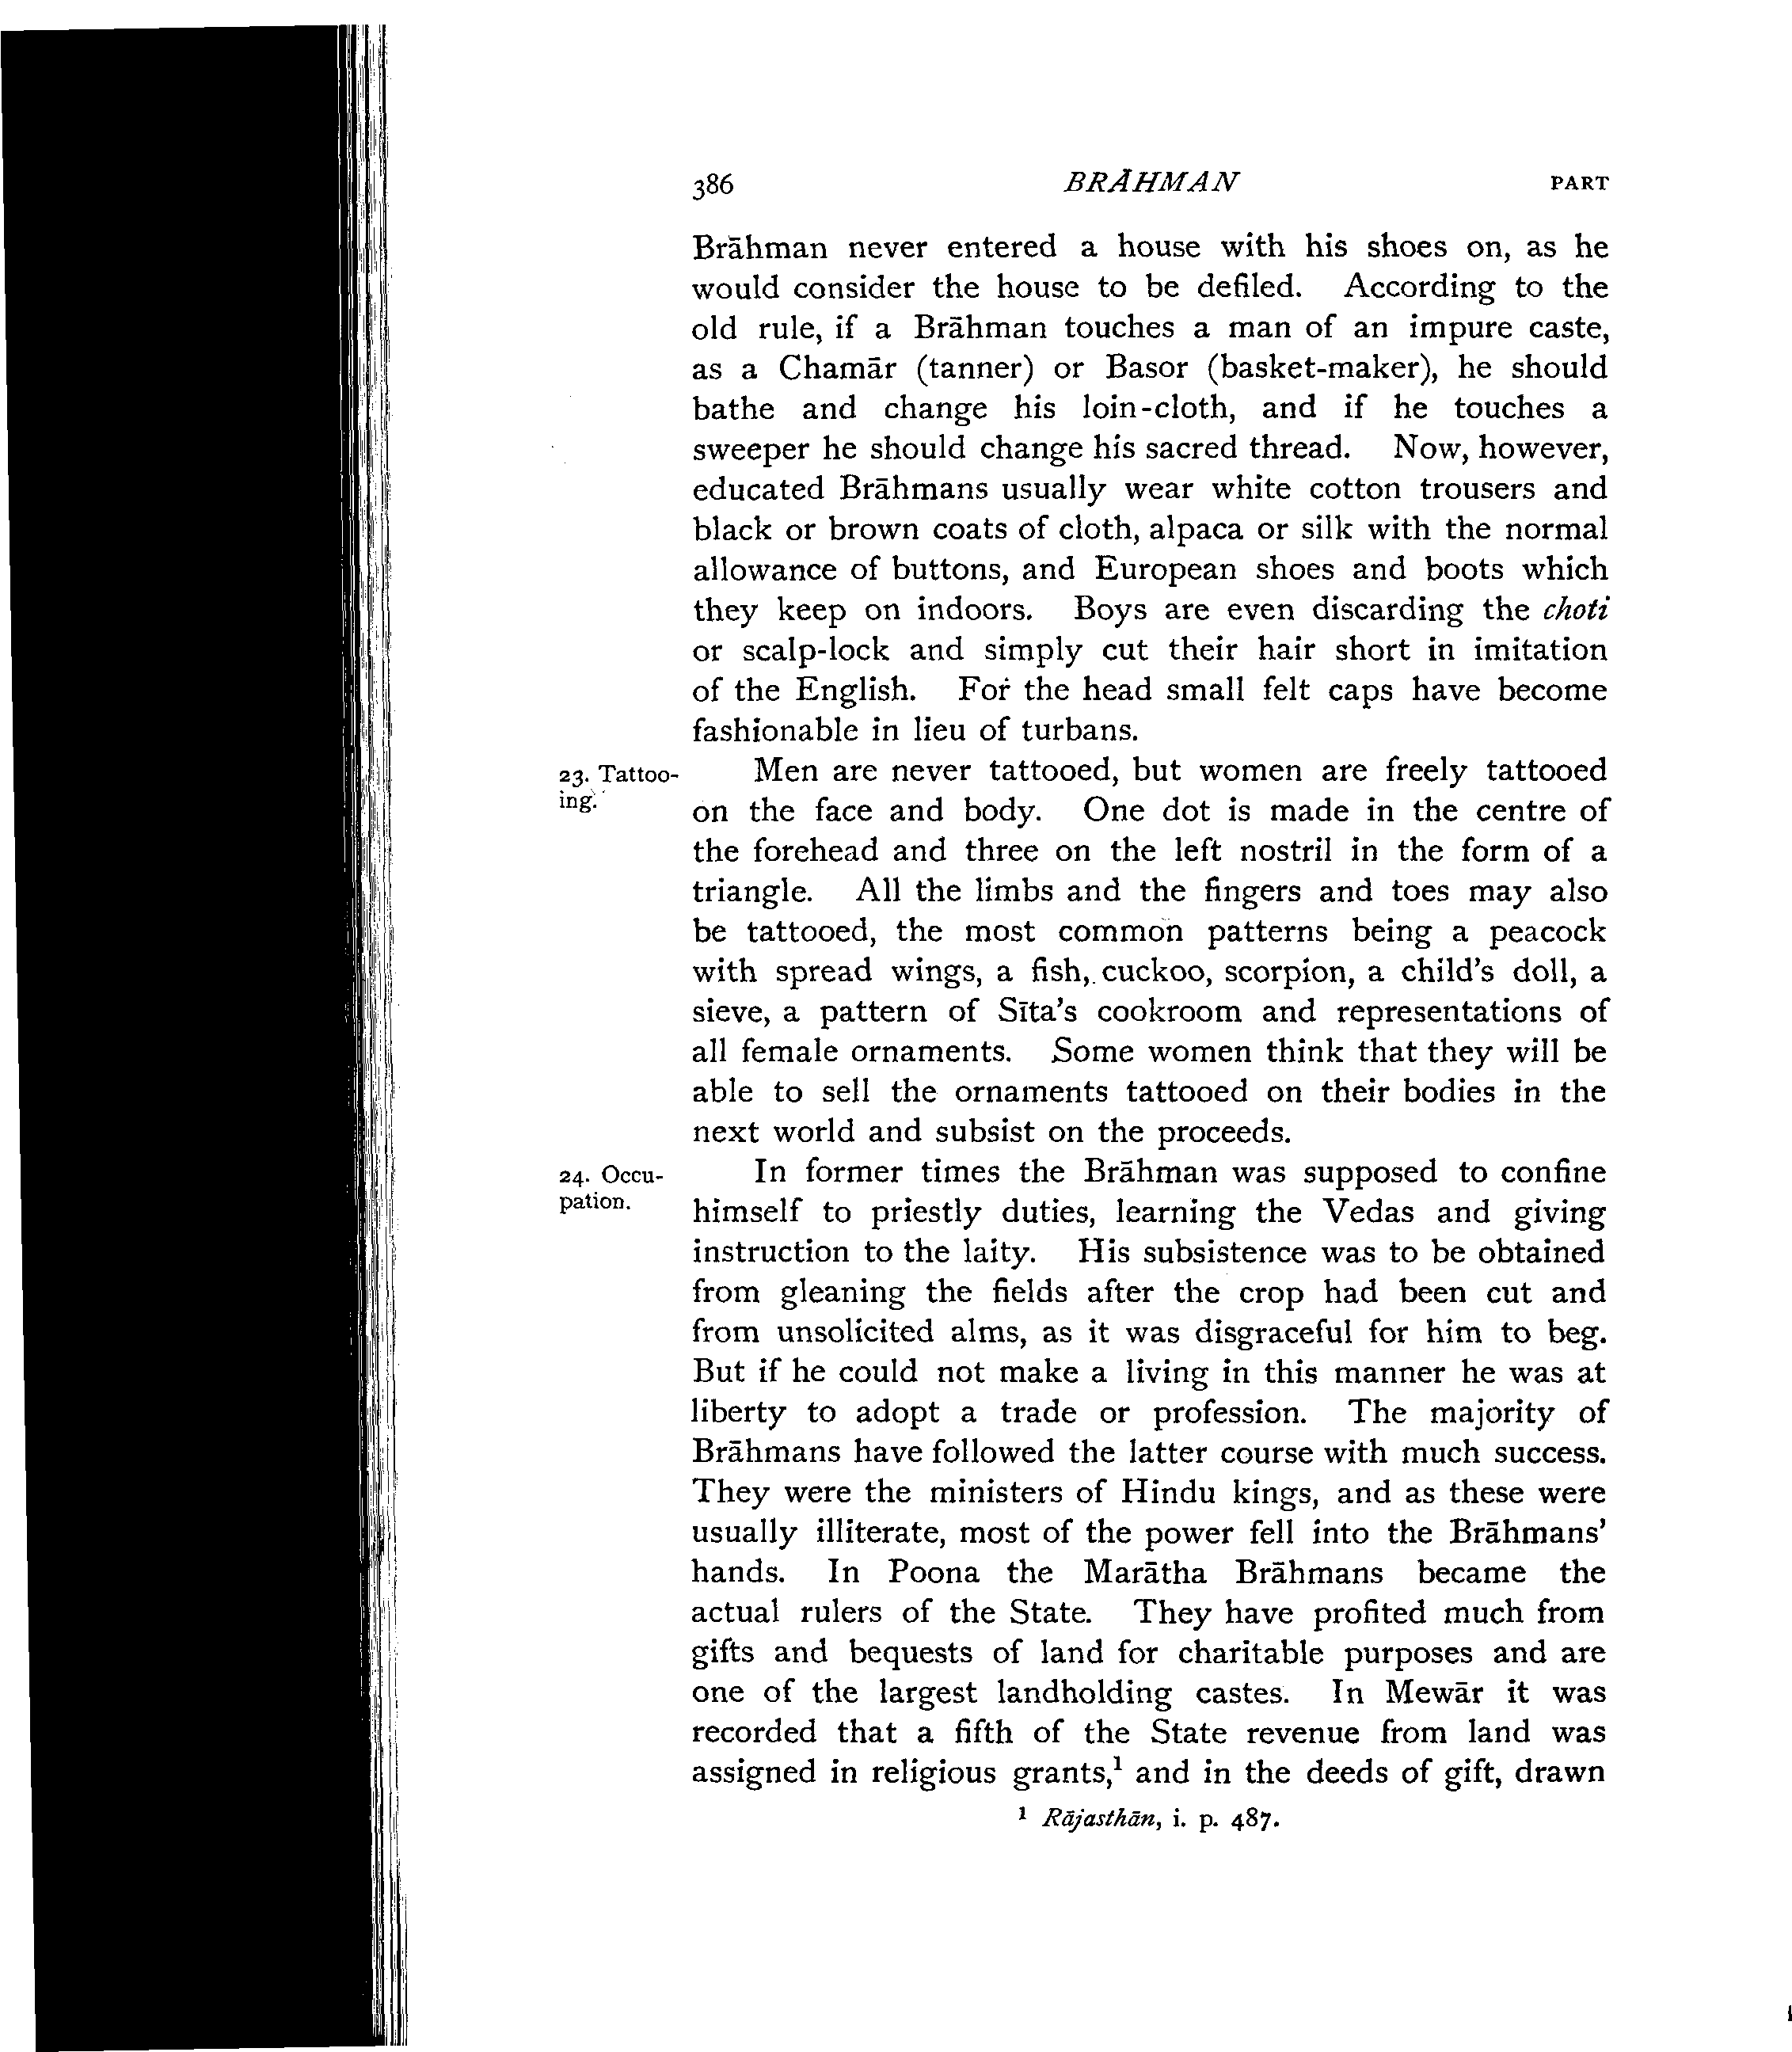 386 BRĀHMAN PART
Brāhman never entered a house with his shoes on, as he
would consider the house to be defiled. According to the
old rule, if a Brāhman touches a man of an impure caste,
as a Chamār (tanner) or Basor (basket-maker), he should
bathe and change his loin-cloth, and if he touches a
sweeper he should change his sacred thread. Now, however,
educated Brāhmans usually wear white cotton trousers and
black or brown coats of cloth, alpaca or silk with the normal
allowance of buttons, and European shoes and boots which
they keep on indoors. Boys are even discarding the choti
or scalp-lock and simply cut their hair short in imitation
of the English. For the head small felt caps have become
fashionable in lieu of turbans.
23. Tattoo-
ing.
Men are never tattooed, but women are freely tattooed
on the face and body. One dot is made in the centre of
the forehead and three on the left nostril in the form of a
triangle. All the limbs and the fingers and toes may also
be tattooed, the most common patterns being a peacock
with spread wings, a fish, cuckoo, scorpion, a child's doll, a
sieve, a pattern of Sīta's cookroom and representations of
all female ornaments. Some women think that they will be
able to sell the ornaments tattooed on their bodies in the
next world and subsist on the proceeds.
24. Occu-
pation.
In former times the Brāhman was supposed to confine
himself to priestly duties, learning the Vedas and giving
instruction to the laity. His subsistence was to be obtained
from gleaning the fields after the crop had been cut and
from unsolicited alms, as it was disgraceful for him to beg.
But if he could not make a living in this manner he was at
liberty to adopt a trade or profession. The majority of
Brāhmans have followed the latter course with much success.
They were the ministers of Hindu kings, and as these were
usually illiterate, most of the power fell into the Brāhmans'
hands. In Poona the Marātha Brāhmans became the
actual rulers of the State. They have profited much from
gifts and bequests of land for charitable purposes and are
one of the largest landholding castes. In Mewār it was
recorded that a fifth of the State revenue from land was
assigned in religious grants,¹ and in the deeds of gift, drawn
¹ Rājasthān, i. p. 487.